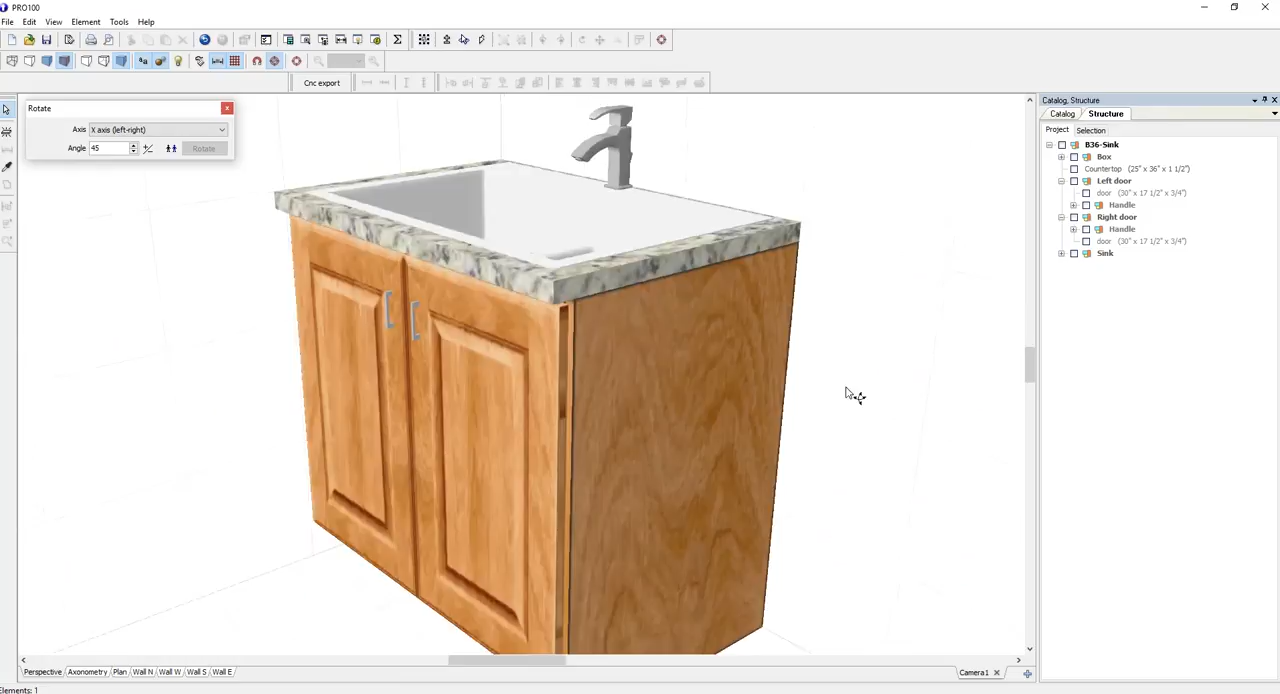 PRO100
File Edit View Element Tools Help
Cnc export
Rotate
Axis X axis (left-right)
Angle 45 Rotate
Catalog, Structure
Catalog Structure
Project Selection
B36-Sink
Box
Countertop (25" x 36" x 1 1/2")
Left door
door (30" x 17 1/2" x 3/4")
Handle
Right door
Handle
door (30" x 17 1/2" x 3/4")
Sink
Perspective Axonometry Plan Wall N Wall W Wall S Wall E
Camera1
Elements: 1